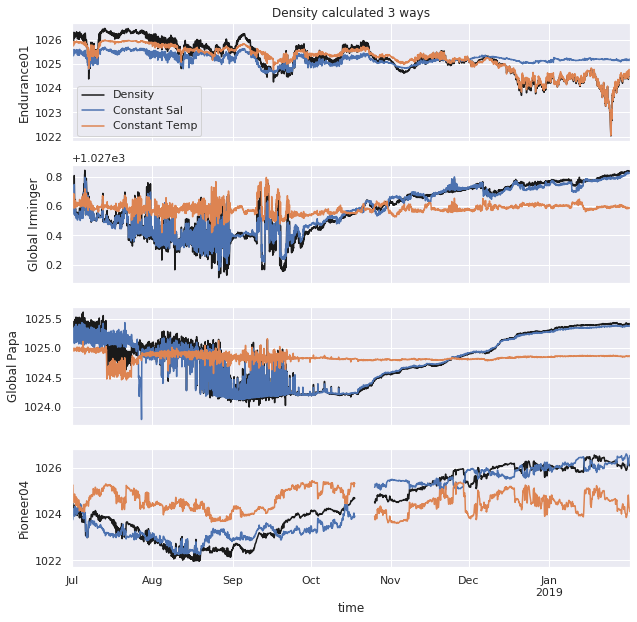 Density calculated 3 ways
1026
1025
1024
1023
1022
Endurance01
Density
Constant Sal
Constant Temp
+1.027e3
0.8
0.6
0.4
0.2
Global Irminger
1025.5
1025.0
1024.5
1024.0
Global Papa
1026
1024
1022
Pioneer04
Jul Aug Sep Oct Nov Dec Jan
2019
time